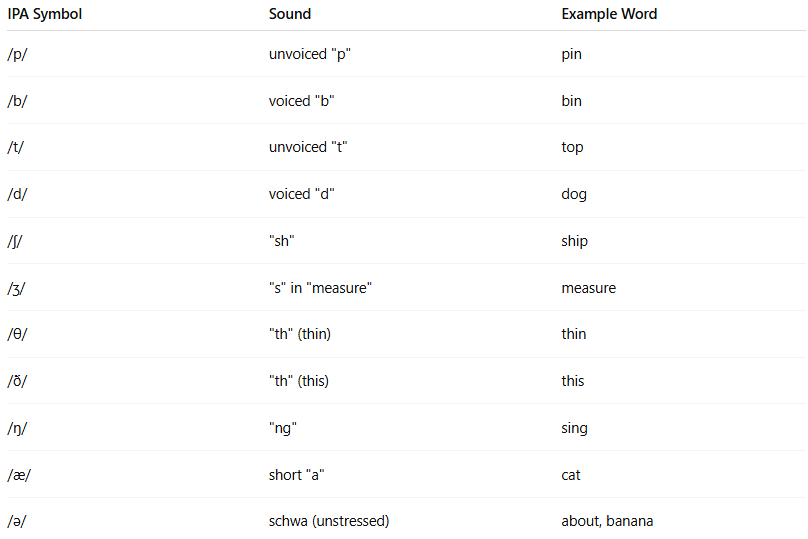 IPA Symbol Sound Example Word
/p/ unvoiced "p" pin
/b/ voiced "b" bin
/t/ unvoiced "t" top
/d/ voiced "d" dog
/ʃ/ "sh" ship
/ʒ/ "s" in "measure" measure
/θ/ "th" (thin) thin
/ð/ "th" (this) this
/ŋ/ "ng" sing
/æ/ short "a" cat
/ə/ schwa (unstressed) about, banana